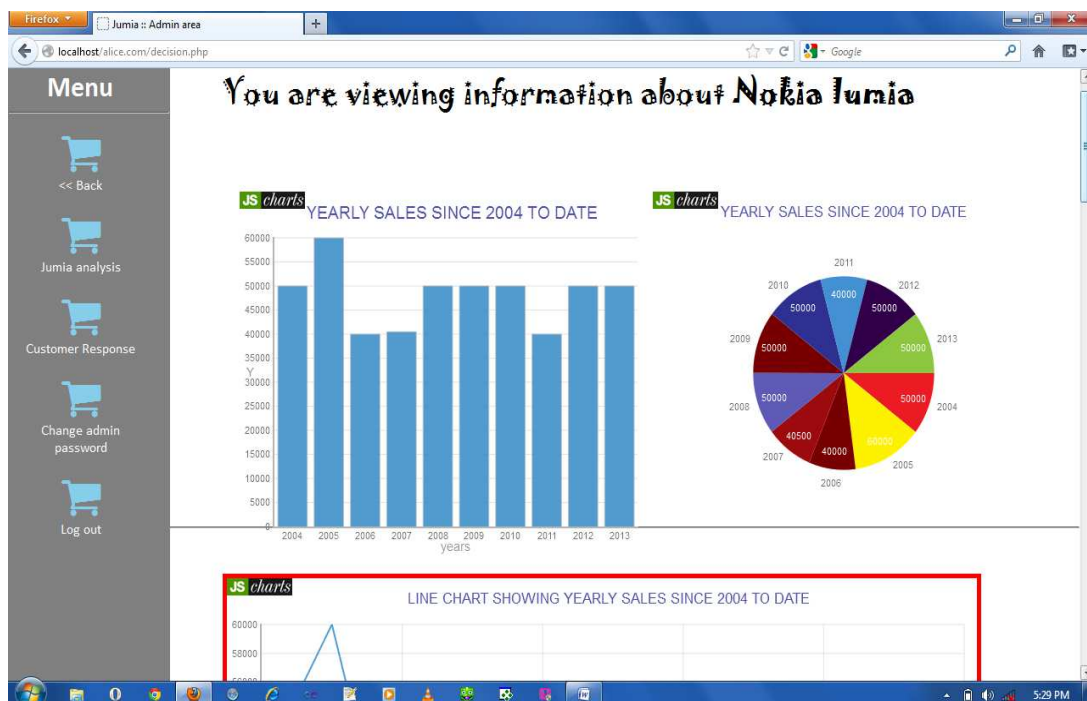 Firefox
Jumia :: Admin area
+
localhost/alice.com/decision.php
Google
Menu
<< Back
Jumia analysis
Customer Response
Change admin
password
Log out
You are viewing information about Nokia lumia
JS charts
YEARLY SALES SINCE 2004 TO DATE
60000
55000
50000
45000
40000
35000
Y
30000
25000
20000
15000
10000
5000
0
2004 2005 2006 2007 2008 2009 2010 2011 2012 2013
years
JS charts
YEARLY SALES SINCE 2004 TO DATE
2011
2010 2012
40000
50000 50000
2009 2013
50000 50000
50000 50000
2008 2004
40500 60000
40000
2007 2005
2006
JS charts
LINE CHART SHOWING YEARLY SALES SINCE 2004 TO DATE
60000
58000
5:29 PM